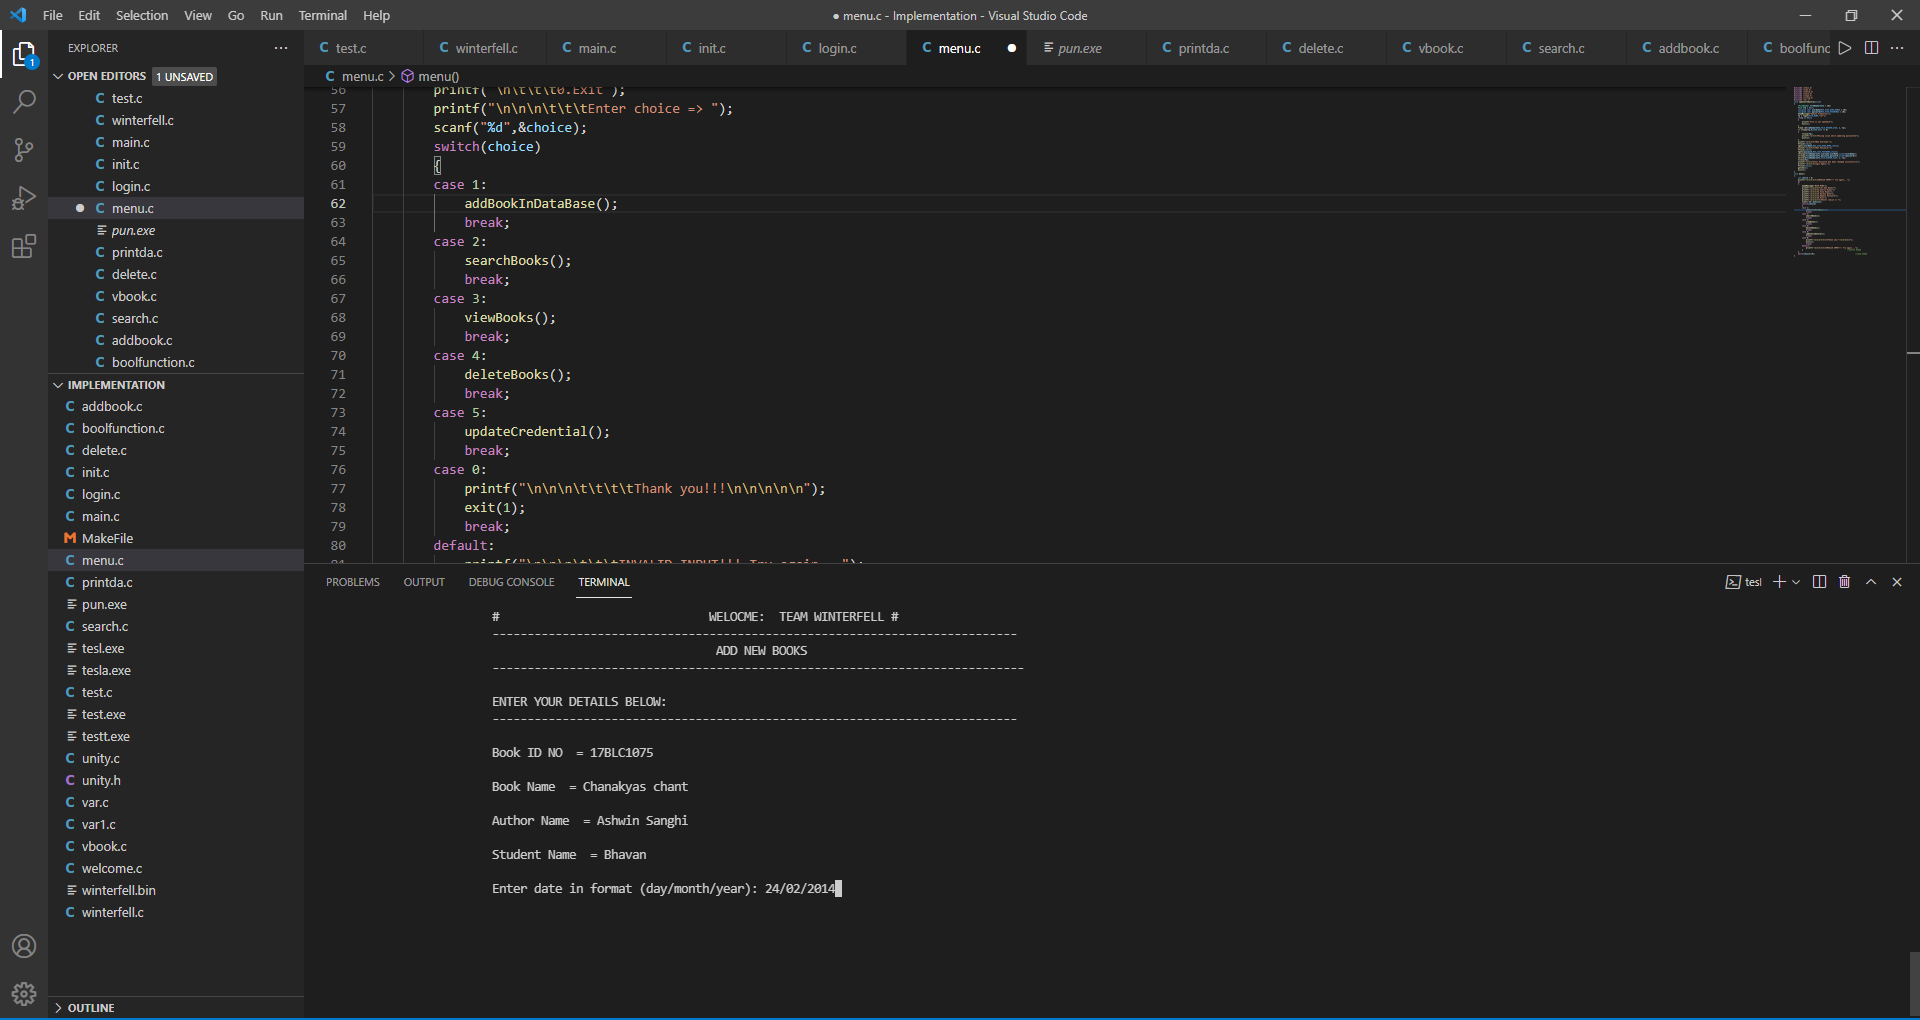 File Edit Selection View Go Run Terminal Help
● menu.c - Implementation - Visual Studio Code
EXPLORER
1
OPEN EDITORS 1 UNSAVED
C test.c
C winterfell.c
C main.c
C init.c
C login.c
● C menu.c
pun.exe
C printda.c
C delete.c
C vbook.c
C search.c
C addbook.c
C boolfunction.c
IMPLEMENTATION
C addbook.c
C boolfunction.c
C delete.c
C init.c
C login.c
C main.c
M MakeFile
C menu.c
C printda.c
pun.exe
C search.c
tesl.exe
tesla.exe
C test.c
test.exe
testt.exe
C unity.c
C unity.h
C var.c
C var1.c
C vbook.c
C welcome.c
winterfell.bin
C winterfell.c
OUTLINE
C test.c C winterfell.c C main.c C init.c C login.c C menu.c ● pun.exe C printda.c C delete.c C vbook.c C search.c C addbook.c C boolfunc
C menu.c > menu()
56 printf("\n\t\t\t0.Exit");
57 printf("\n\n\n\t\t\tEnter choice => ");
58 scanf("%d",&choice);
59 switch(choice)
60 {
61 case 1:
62 addBookInDataBase();
63 break;
64 case 2:
65 searchBooks();
66 break;
67 case 3:
68 viewBooks();
69 break;
70 case 4:
71 deleteBooks();
72 break;
73 case 5:
74 updateCredential();
75 break;
76 case 0:
77 printf("\n\n\n\t\t\t\tThank you!!!\n\n\n\n\n");
78 exit(1);
79 break;
80 default:
81 printf("\n\n\n\t\t\tINVALID INPUT!!! Try again...");
PROBLEMS OUTPUT DEBUG CONSOLE TERMINAL
tesl
# WELOCME: TEAM WINTERFELL #
---------------------------------------------------------------------------
ADD NEW BOOKS
----------------------------------------------------------------------------
ENTER YOUR DETAILS BELOW:
---------------------------------------------------------------------------
Book ID NO = 17BLC1075
Book Name = Chanakyas chant
Author Name = Ashwin Sanghi
Student Name = Bhavan
Enter date in format (day/month/year): 24/02/2014